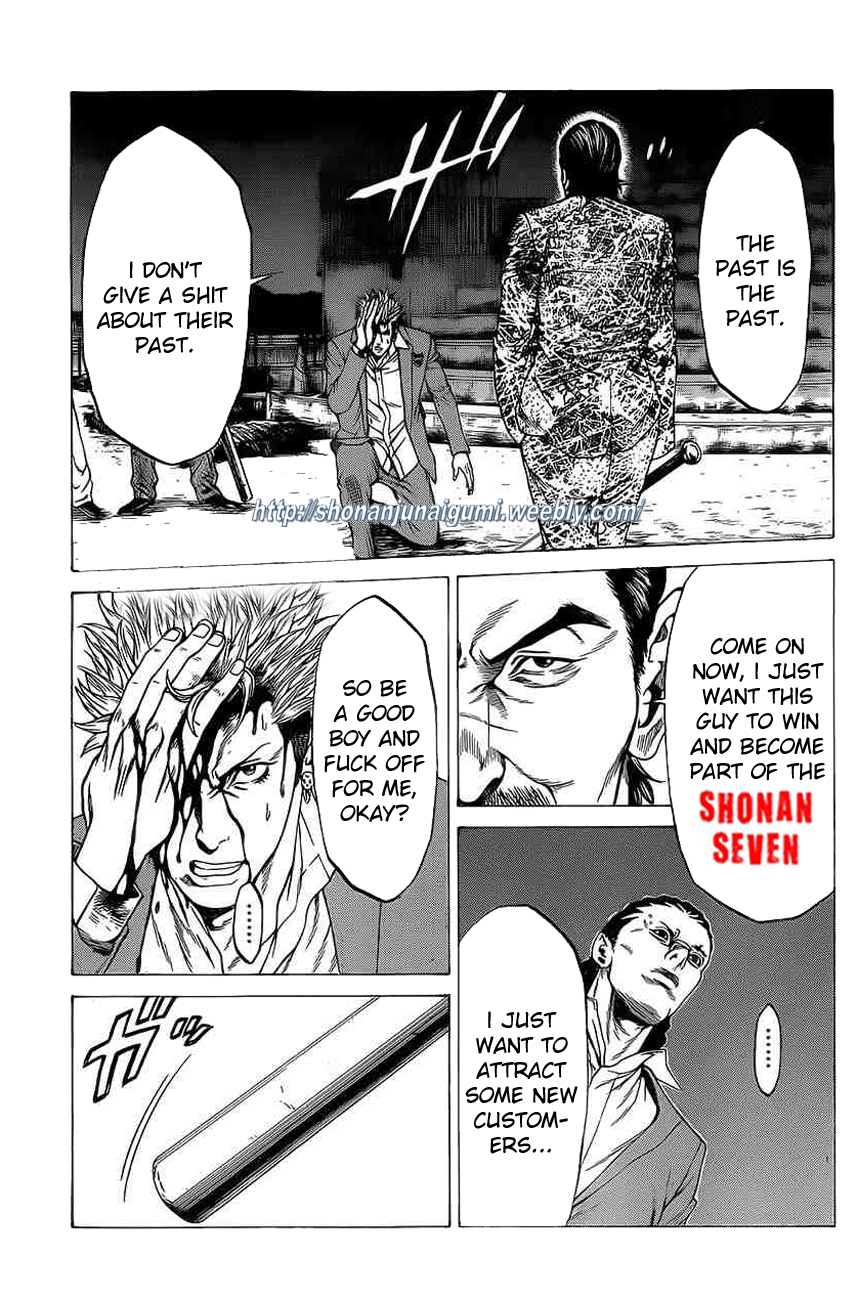 THE
PAST IS
THE
PAST.
I DON'T
GIVE A SHIT
ABOUT THEIR
PAST.
http://shonanjunaigumi.weebly.com/
COME ON
NOW, I JUST
WANT THIS
GUY TO WIN
AND BECOME
PART OF THE
SHONAN
SEVEN
SO BE
A GOOD
BOY AND
FUCK OFF
FOR ME,
OKAY?
.....
.....
I JUST
WANT TO
ATTRACT
SOME NEW
CUSTOM-
ERS...
ガッ